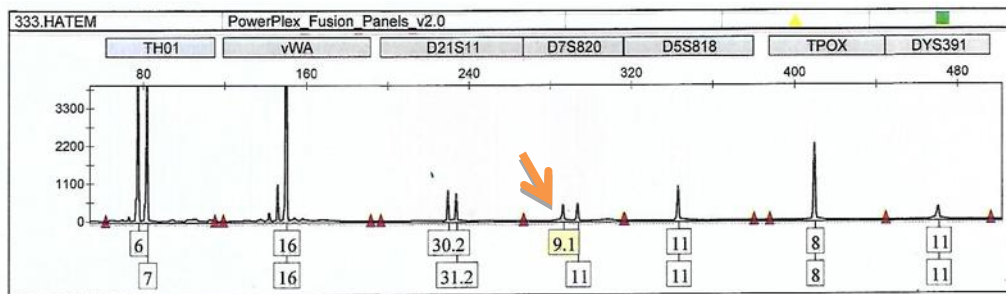 333.HATEM PowerPlex_Fusion_Panels_v2.0
TH01 vWA D21S11 D7S820 D5S818 TPOX DYS391
80 160 240 320 400 480
3300
2200
1100
0
6 16 30.2 9.1 11 8 11
7 16 31.2 11 11 8 11